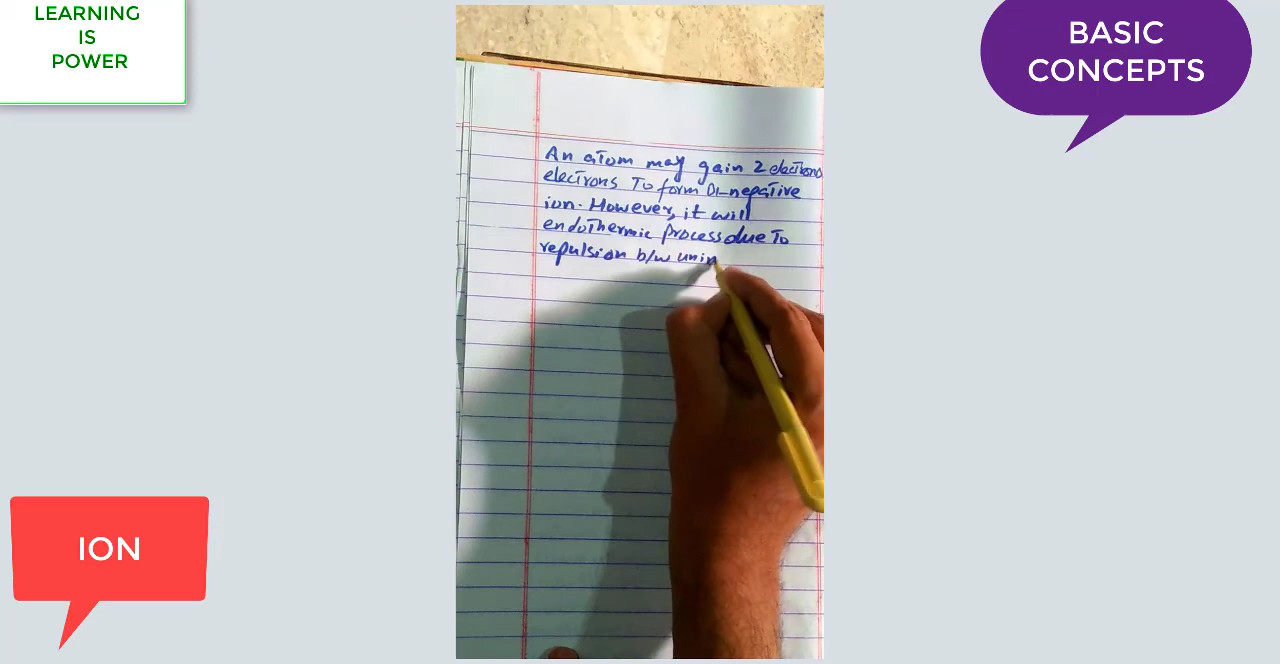 LEARNING
IS
POWER
BASIC
CONCEPTS
An atom may gain 2 electrons
electrons To form Di-negative
ion. However, it will
endothermic process due To
repulsion b/w unin
ION